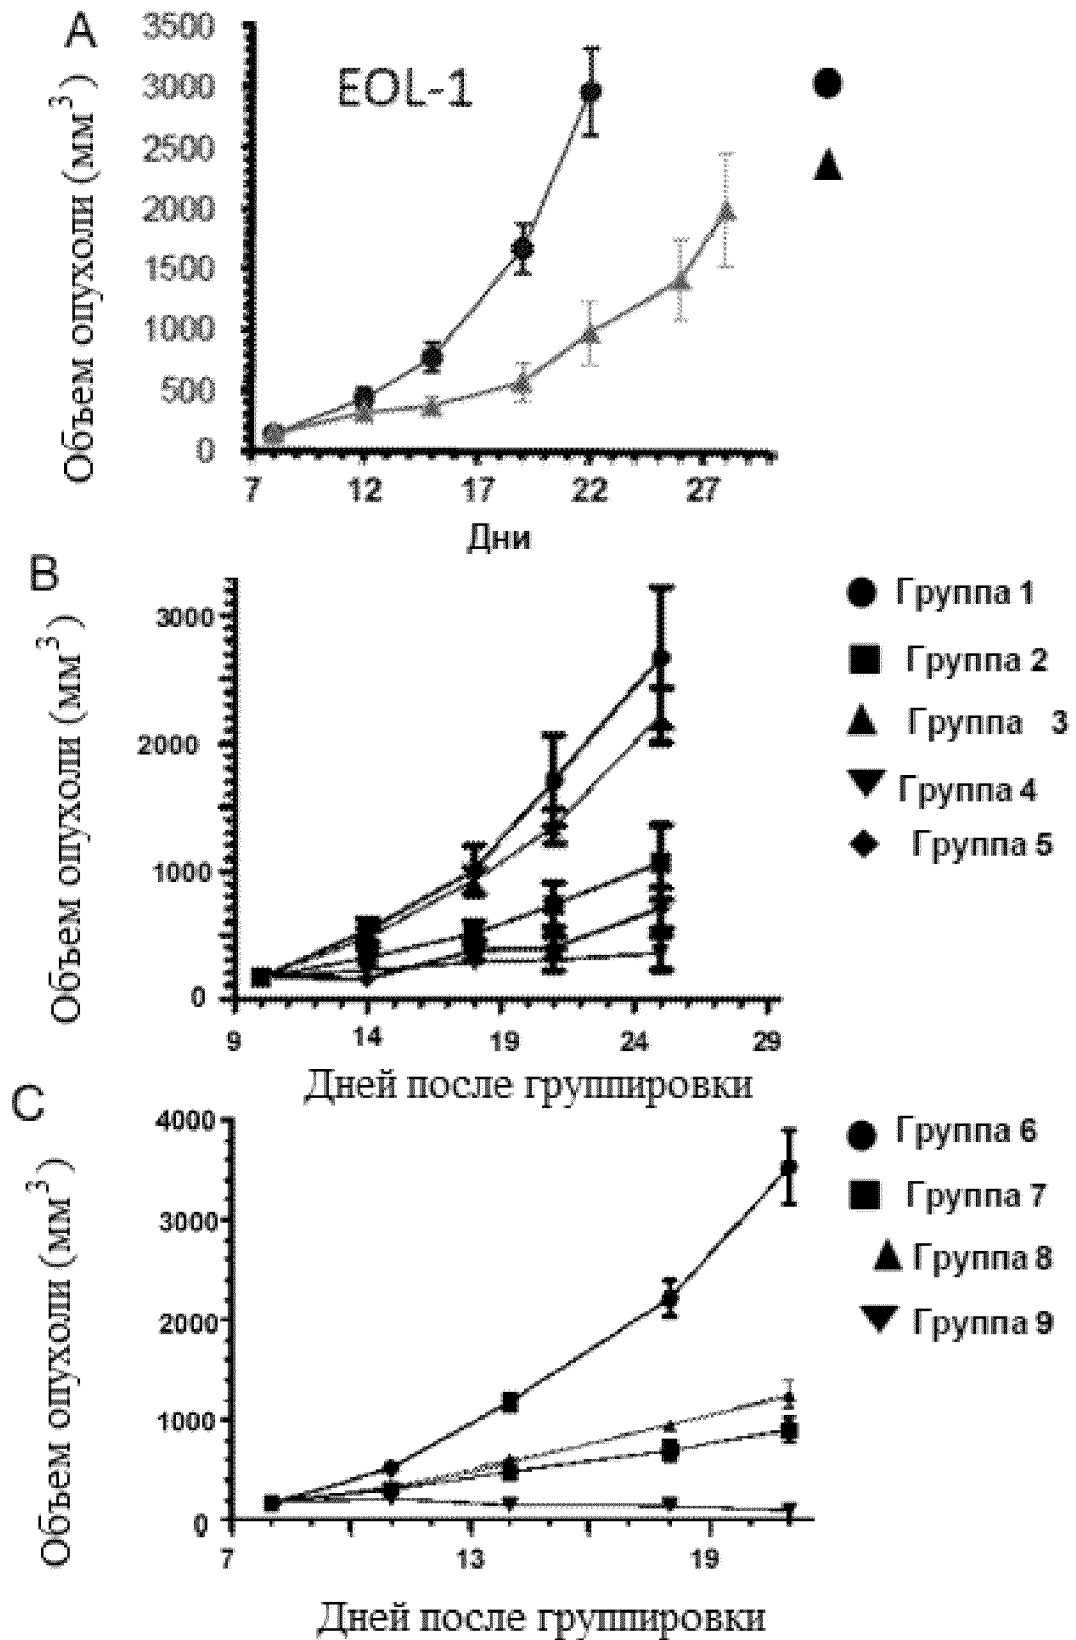 A
Объем опухоли (мм3)
3500
3000
2500
2000
1500
1000
500
0
EOL-1
7 12 17 22 27
Дни
B
Объем опухоли (мм3)
3000
2000
1000
0
9 14 19 24 29
Дней после группировки
Группа 1
Группа 2
Группа 3
Группа 4
Группа 5
C
Объем опухоли (мм3)
4000
3000
2000
1000
0
7 13 19
Дней после группировки
Группа 6
Группа 7
Группа 8
Группа 9